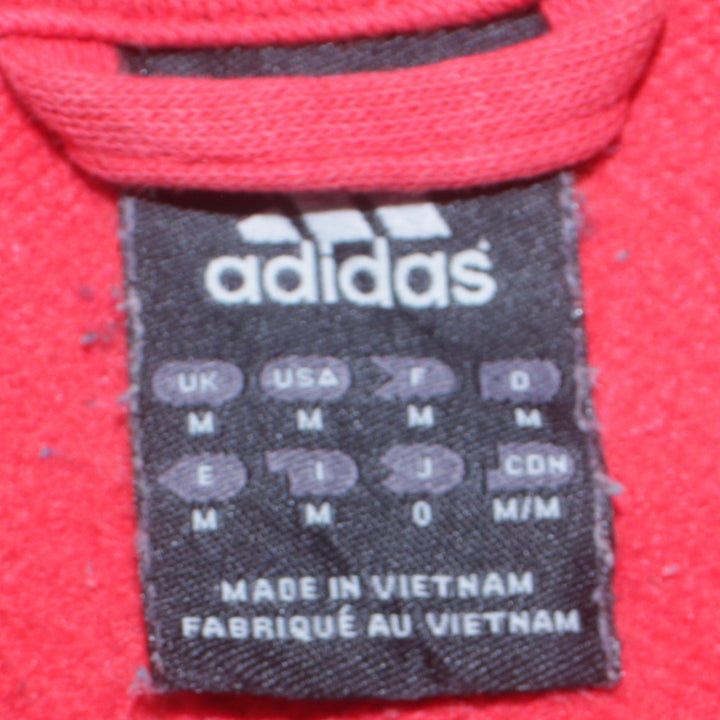 adidas
UK USA F D
M M M M
E I J CDN
M M O M/M
MADE IN VIETNAM
FABRIQUÉ AU VIETNAM